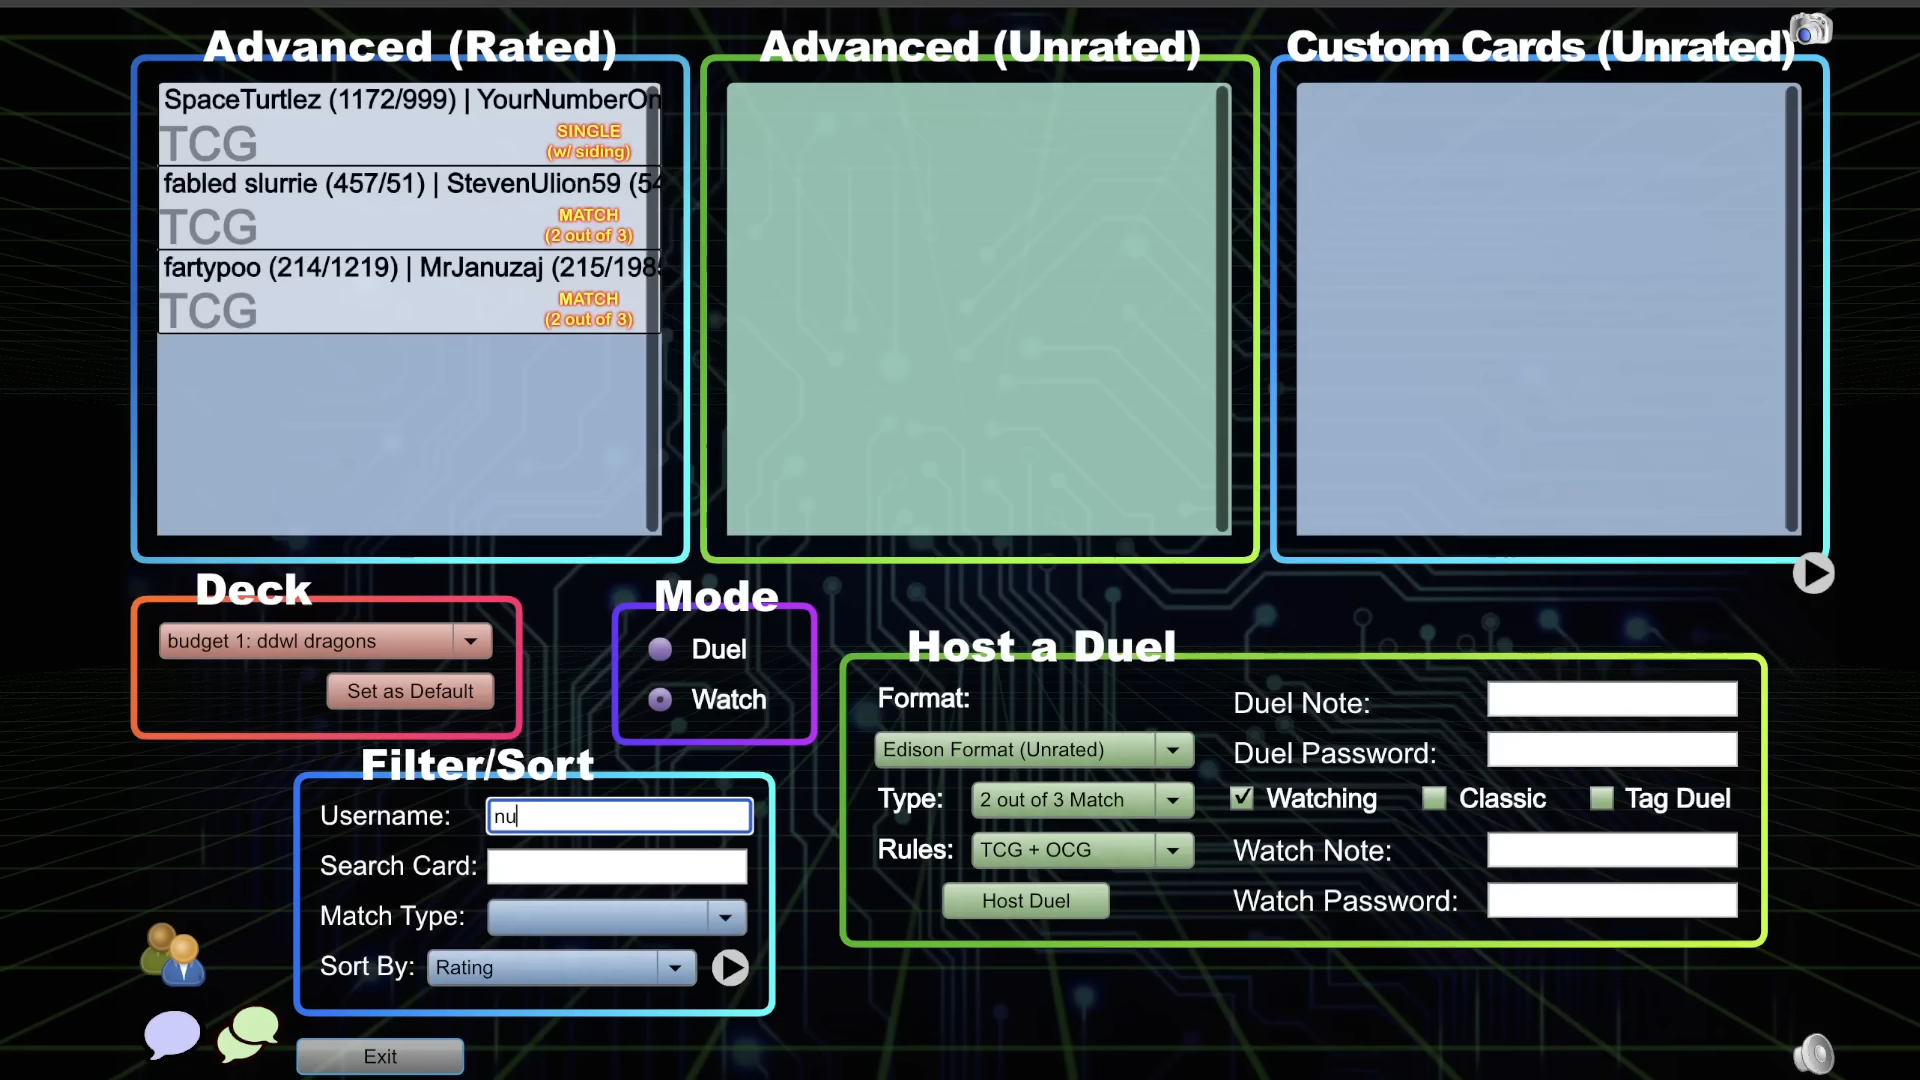 Advanced (Rated)
Advanced (Unrated)
Custom Cards (Unrated)
SpaceTurtlez (1172/999) | YourNumberOn
TCG
SINGLE
(w/ siding)
fabled slurrie (457/51) | StevenUlion59 (54
TCG
MATCH
(2 out of 3)
fartypoo (214/1219) | MrJanuzaj (215/198
TCG
MATCH
(2 out of 3)
Deck
budget 1: ddwl dragons
Set as Default
Mode
Duel
Watch
Filter/Sort
Username: nu
Search Card:
Match Type:
Sort By: Rating
Exit
Host a Duel
Format:
Edison Format (Unrated)
Type: 2 out of 3 Match
Rules: TCG + OCG
Host Duel
Duel Note:
Duel Password:
Watching Classic Tag Duel
Watch Note:
Watch Password: